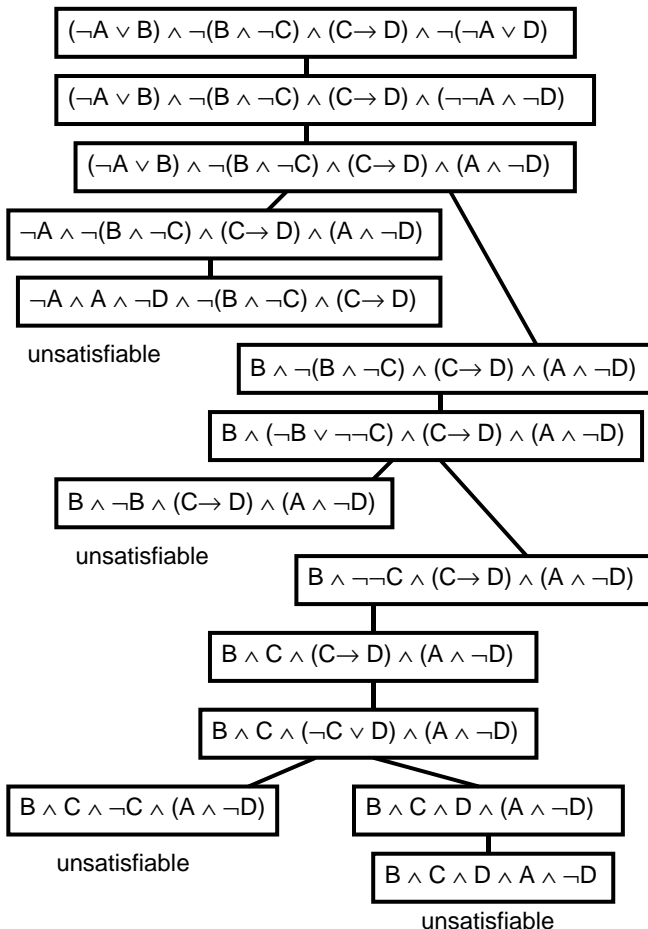 (¬A ∨ B) ∧ ¬(B ∧ ¬C) ∧ (C→ D) ∧ ¬(¬A ∨ D)
(¬A ∨ B) ∧ ¬(B ∧ ¬C) ∧ (C→ D) ∧ (¬¬A ∧ ¬D)
(¬A ∨ B) ∧ ¬(B ∧ ¬C) ∧ (C→ D) ∧ (A ∧ ¬D)
¬A ∧ ¬(B ∧ ¬C) ∧ (C→ D) ∧ (A ∧ ¬D)
¬A ∧ A ∧ ¬D ∧ ¬(B ∧ ¬C) ∧ (C→ D)
unsatisfiable
B ∧ ¬(B ∧ ¬C) ∧ (C→ D) ∧ (A ∧ ¬D)
B ∧ (¬B ∨ ¬¬C) ∧ (C→ D) ∧ (A ∧ ¬D)
B ∧ ¬B ∧ (C→ D) ∧ (A ∧ ¬D)
unsatisfiable
B ∧ ¬¬C ∧ (C→ D) ∧ (A ∧ ¬D)
B ∧ C ∧ (C→ D) ∧ (A ∧ ¬D)
B ∧ C ∧ (¬C ∨ D) ∧ (A ∧ ¬D)
B ∧ C ∧ ¬C ∧ (A ∧ ¬D)
unsatisfiable
B ∧ C ∧ D ∧ (A ∧ ¬D)
B ∧ C ∧ D ∧ A ∧ ¬D
unsatisfiable